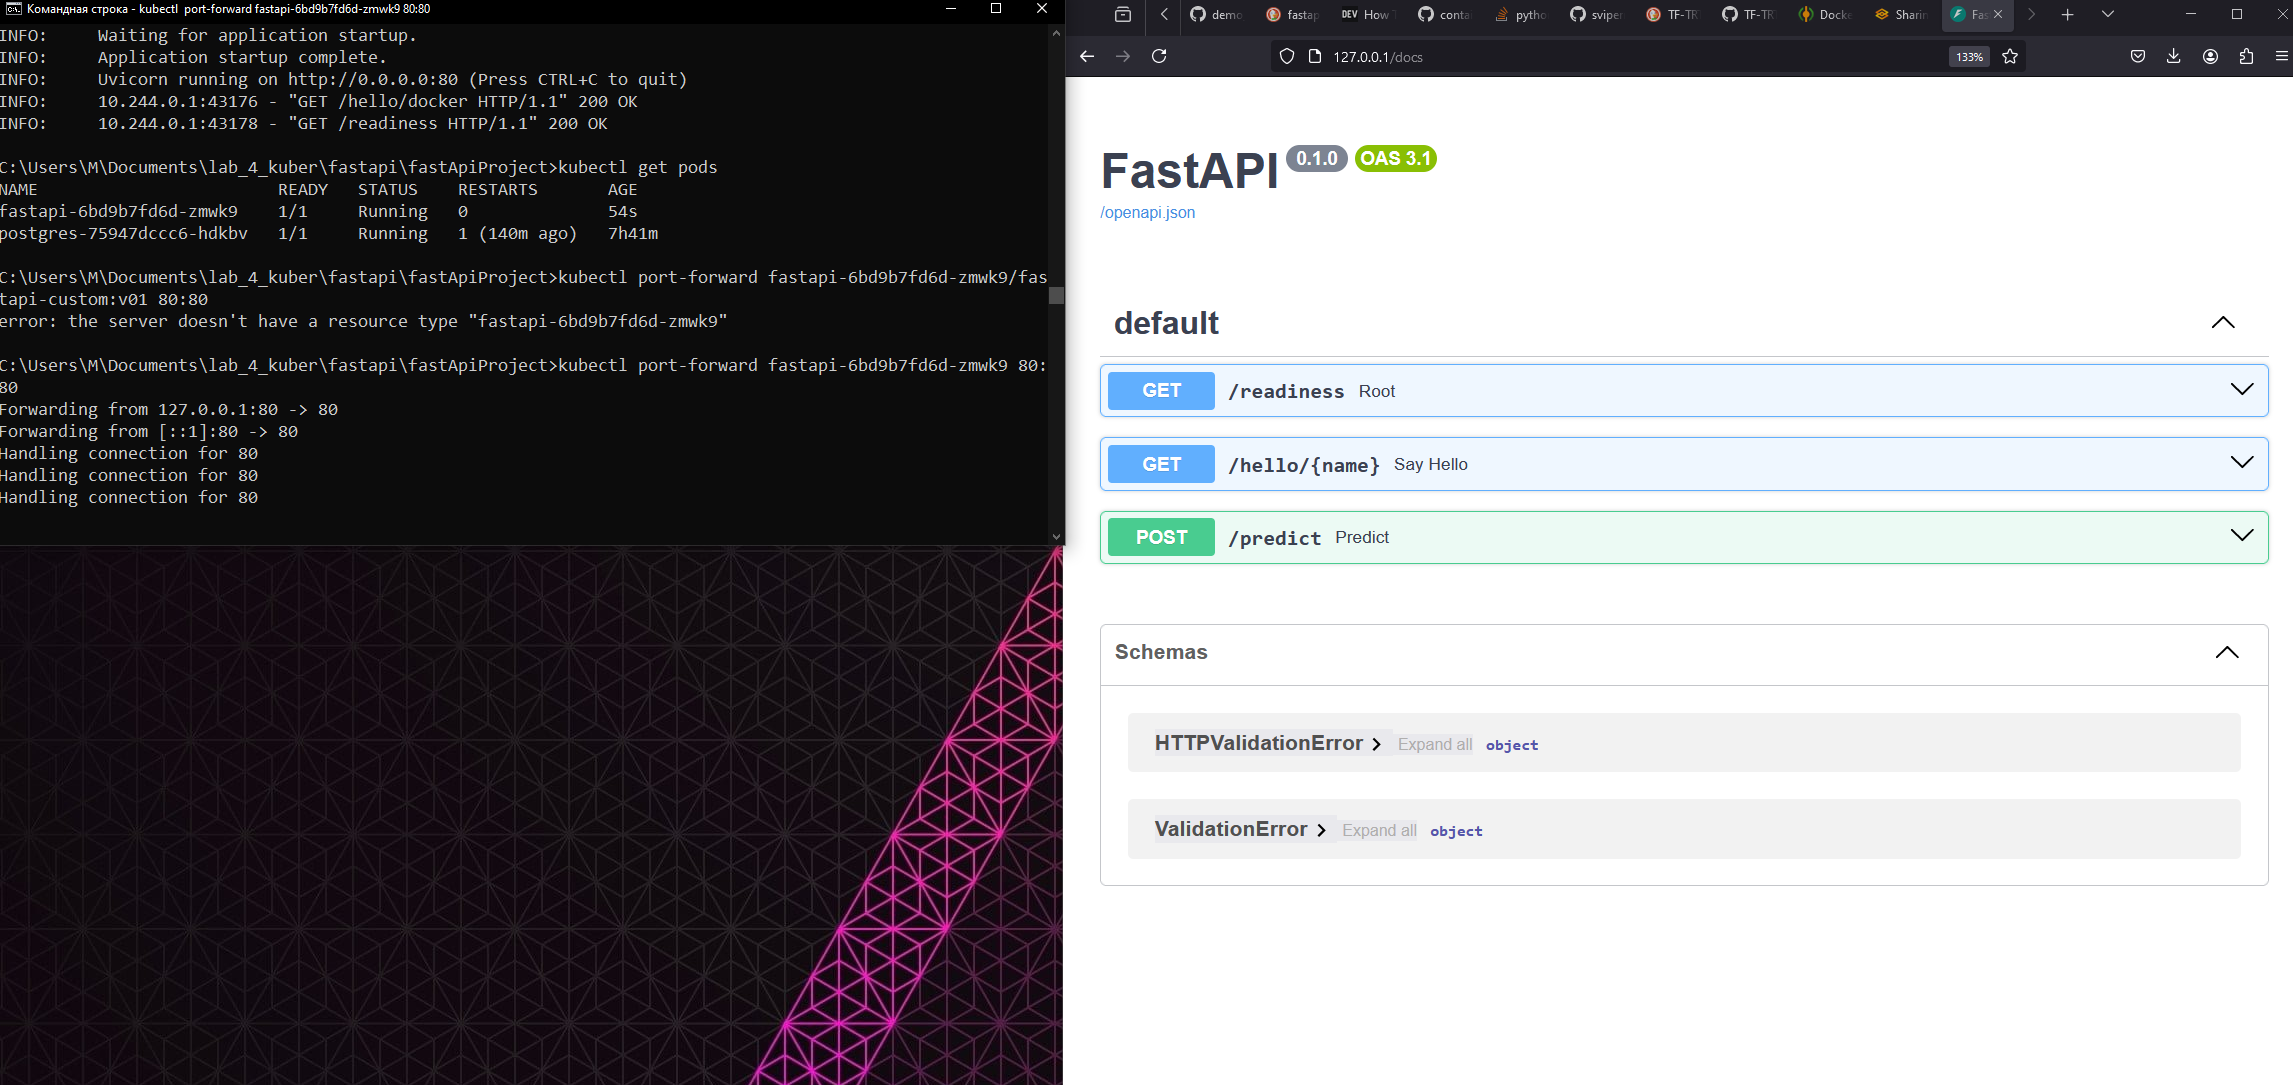 Командная строка - kubectl  port-forward fastapi-6bd9b7fd6d-zmwk9 80:80
INFO:     Waiting for application startup.
INFO:     Application startup complete.
INFO:     Uvicorn running on http://0.0.0.0:80 (Press CTRL+C to quit)
INFO:     10.244.0.1:43176 - "GET /hello/docker HTTP/1.1" 200 OK
INFO:     10.244.0.1:43178 - "GET /readiness HTTP/1.1" 200 OK
C:\Users\M\Documents\lab_4_kuber\fastapi\fastApiProject>kubectl get pods
NAME                        READY   STATUS    RESTARTS       AGE
fastapi-6bd9b7fd6d-zmwk9    1/1     Running   0              54s
postgres-75947dccc6-hdkbv   1/1     Running   1 (140m ago)   7h41m
C:\Users\M\Documents\lab_4_kuber\fastapi\fastApiProject>kubectl port-forward fastapi-6bd9b7fd6d-zmwk9/fas
tapi-custom:v01 80:80
error: the server doesn't have a resource type "fastapi-6bd9b7fd6d-zmwk9"
C:\Users\M\Documents\lab_4_kuber\fastapi\fastApiProject>kubectl port-forward fastapi-6bd9b7fd6d-zmwk9 80:
80
Forwarding from 127.0.0.1:80 -> 80
Forwarding from [::1]:80 -> 80
Handling connection for 80
Handling connection for 80
Handling connection for 80
demo fastap DEV How T conta pytho sviper TF-TR TF-TR Docke Sharin Fas
127.0.0.1/docs 133%
FastAPI 0.1.0 OAS 3.1
/openapi.json
default
GET /readiness Root
GET /hello/{name} Say Hello
POST /predict Predict
Schemas
HTTPValidationError Expand all object
ValidationError Expand all object